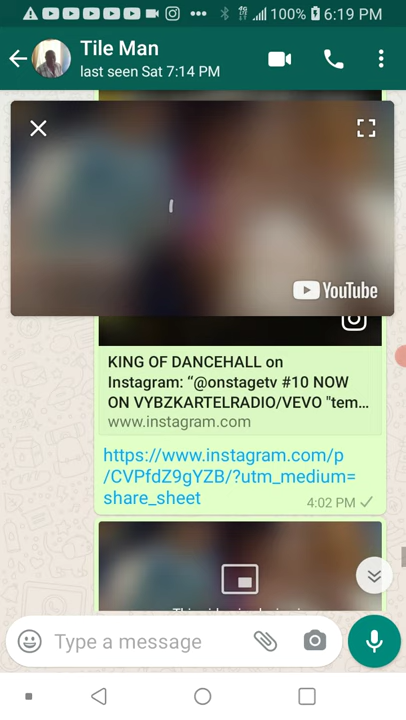 100% 6:19 PM
Tile Man
last seen Sat 7:14 PM
YouTube
KING OF DANCEHALL on
Instagram: “@onstagetv #10 NOW
ON VYBZKARTELRADIO/VEVO "tem...
www.instagram.com
https://www.instagram.com/p
/CVPfdZ9gYZB/?utm_medium=
share_sheet
4:02 PM
Type a message